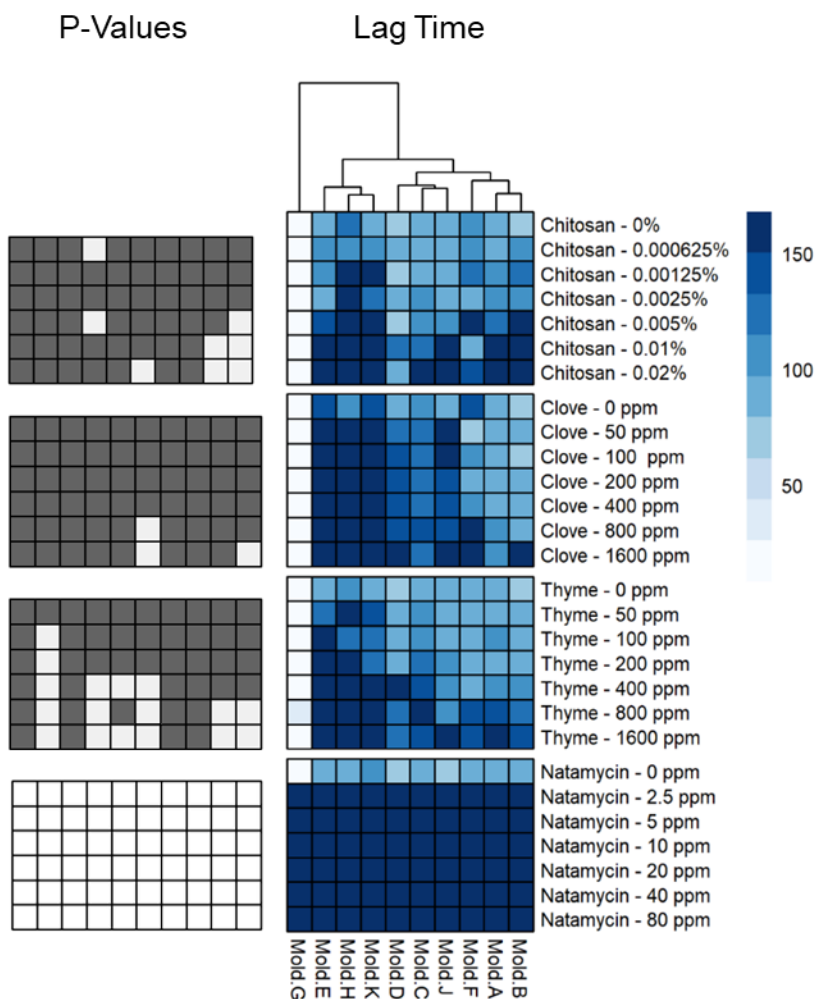 P-Values
Lag Time
Chitosan - 0%
Chitosan - 0.000625%
Chitosan - 0.00125%
Chitosan - 0.0025%
Chitosan - 0.005%
Chitosan - 0.01%
Chitosan - 0.02%
Clove - 0 ppm
Clove - 50 ppm
Clove - 100 ppm
Clove - 200 ppm
Clove - 400 ppm
Clove - 800 ppm
Clove - 1600 ppm
Thyme - 0 ppm
Thyme - 50 ppm
Thyme - 100 ppm
Thyme - 200 ppm
Thyme - 400 ppm
Thyme - 800 ppm
Thyme - 1600 ppm
Natamycin - 0 ppm
Natamycin - 2.5 ppm
Natamycin - 5 ppm
Natamycin - 10 ppm
Natamycin - 20 ppm
Natamycin - 40 ppm
Natamycin - 80 ppm
150
100
50
Mold.G
Mold.E
Mold.H
Mold.K
Mold.D
Mold.C
Mold.J
Mold.F
Mold.A
Mold.B